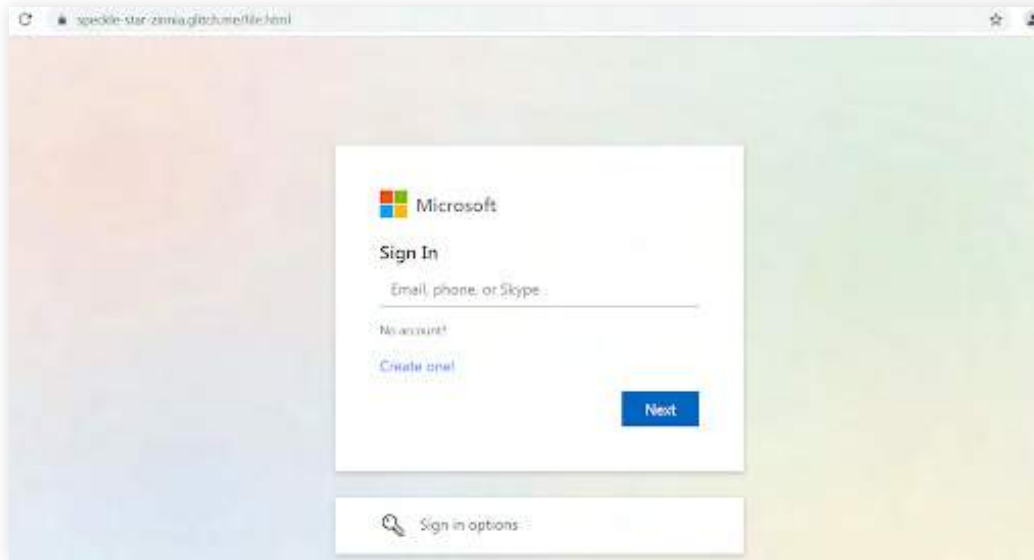 speckle-star-zinnia.glitch.me/file.html
Microsoft
Sign In
Email, phone, or Skype
No account?
Create one!
Next
Sign in options